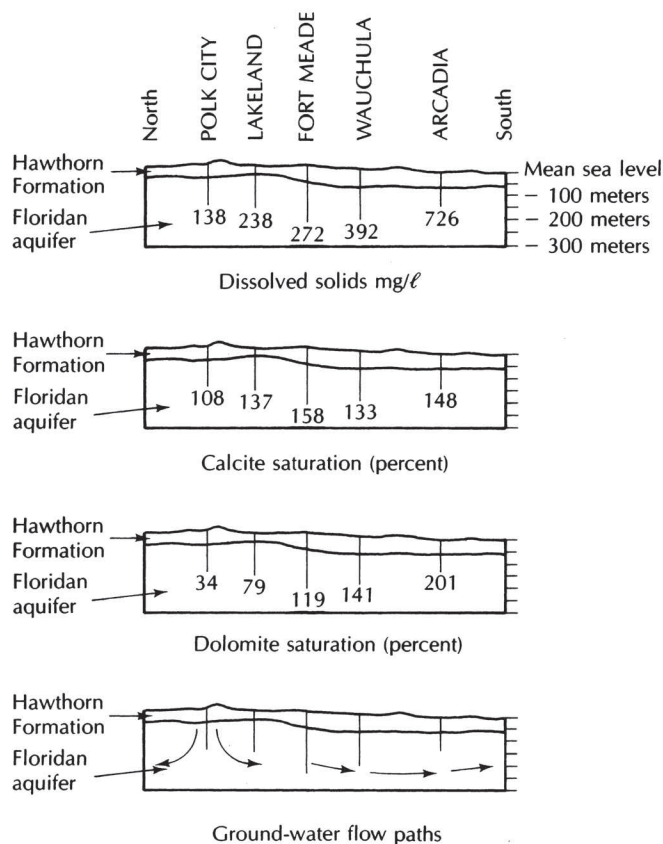 North
POLK CITY
LAKELAND
FORT MEADE
WAUCHULA
ARCADIA
South
Hawthorn
Formation
Floridan
aquifer
138
238
272
392
726
Mean sea level
– 100 meters
– 200 meters
– 300 meters
Dissolved solids mg/ℓ
Hawthorn
Formation
Floridan
aquifer
108
137
158
133
148
Calcite saturation (percent)
Hawthorn
Formation
Floridan
aquifer
34
79
119
141
201
Dolomite saturation (percent)
Hawthorn
Formation
Floridan
aquifer
Ground-water flow paths